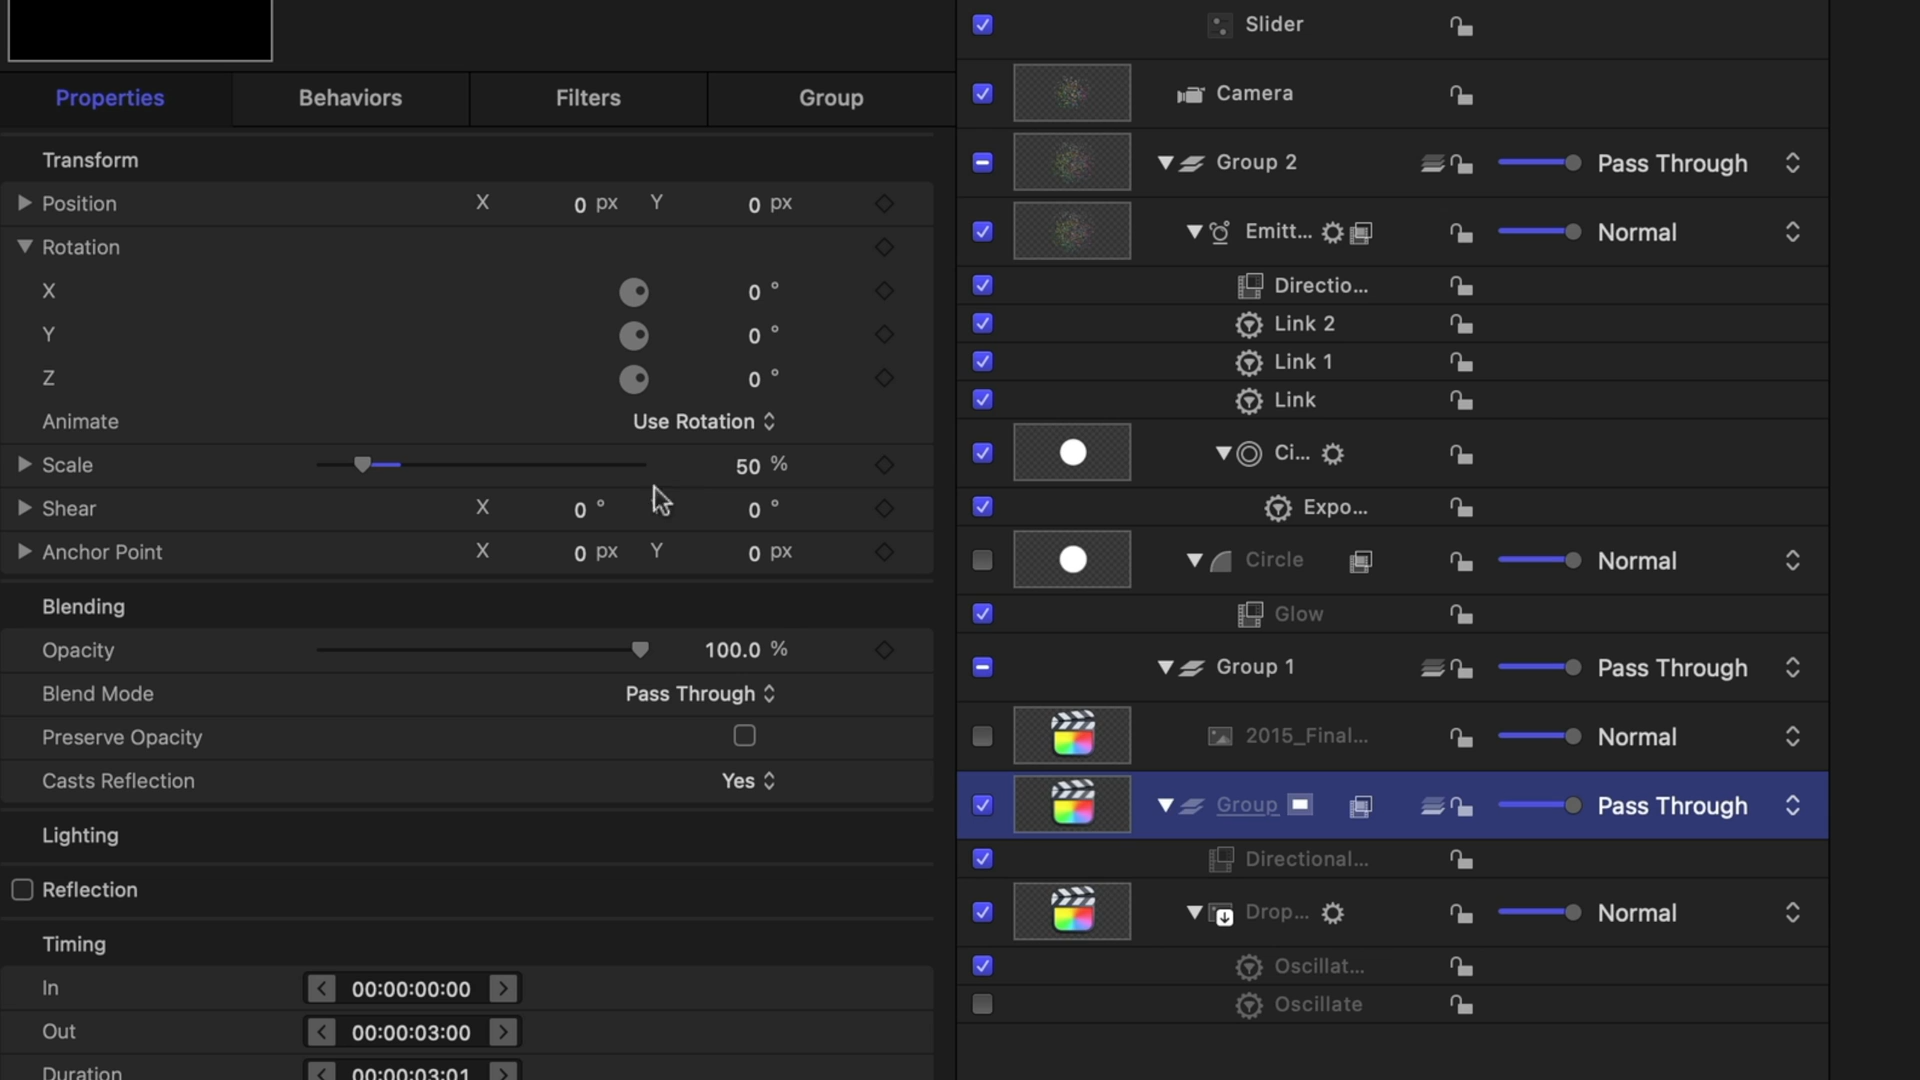 Properties Behaviors Filters Group
Transform
Position X 0 px Y 0 px
Rotation
X 0 °
Y 0 °
Z 0 °
Animate Use Rotation
Scale 50 %
Shear X 0 ° 0 °
Anchor Point X 0 px Y 0 px
Blending
Opacity 100.0 %
Blend Mode Pass Through
Preserve Opacity
Casts Reflection Yes
Lighting
Reflection
Timing
In 00:00:00:00
Out 00:00:03:00
Duration 00:00:03:01
Slider
Camera
Group 2 Pass Through
Emitt... Normal
Directio...
Link 2
Link 1
Link
Ci...
Expo...
Circle Normal
Glow
Group 1 Pass Through
2015_Final... Normal
Group Pass Through
Directional...
Drop... Normal
Oscillat...
Oscillate